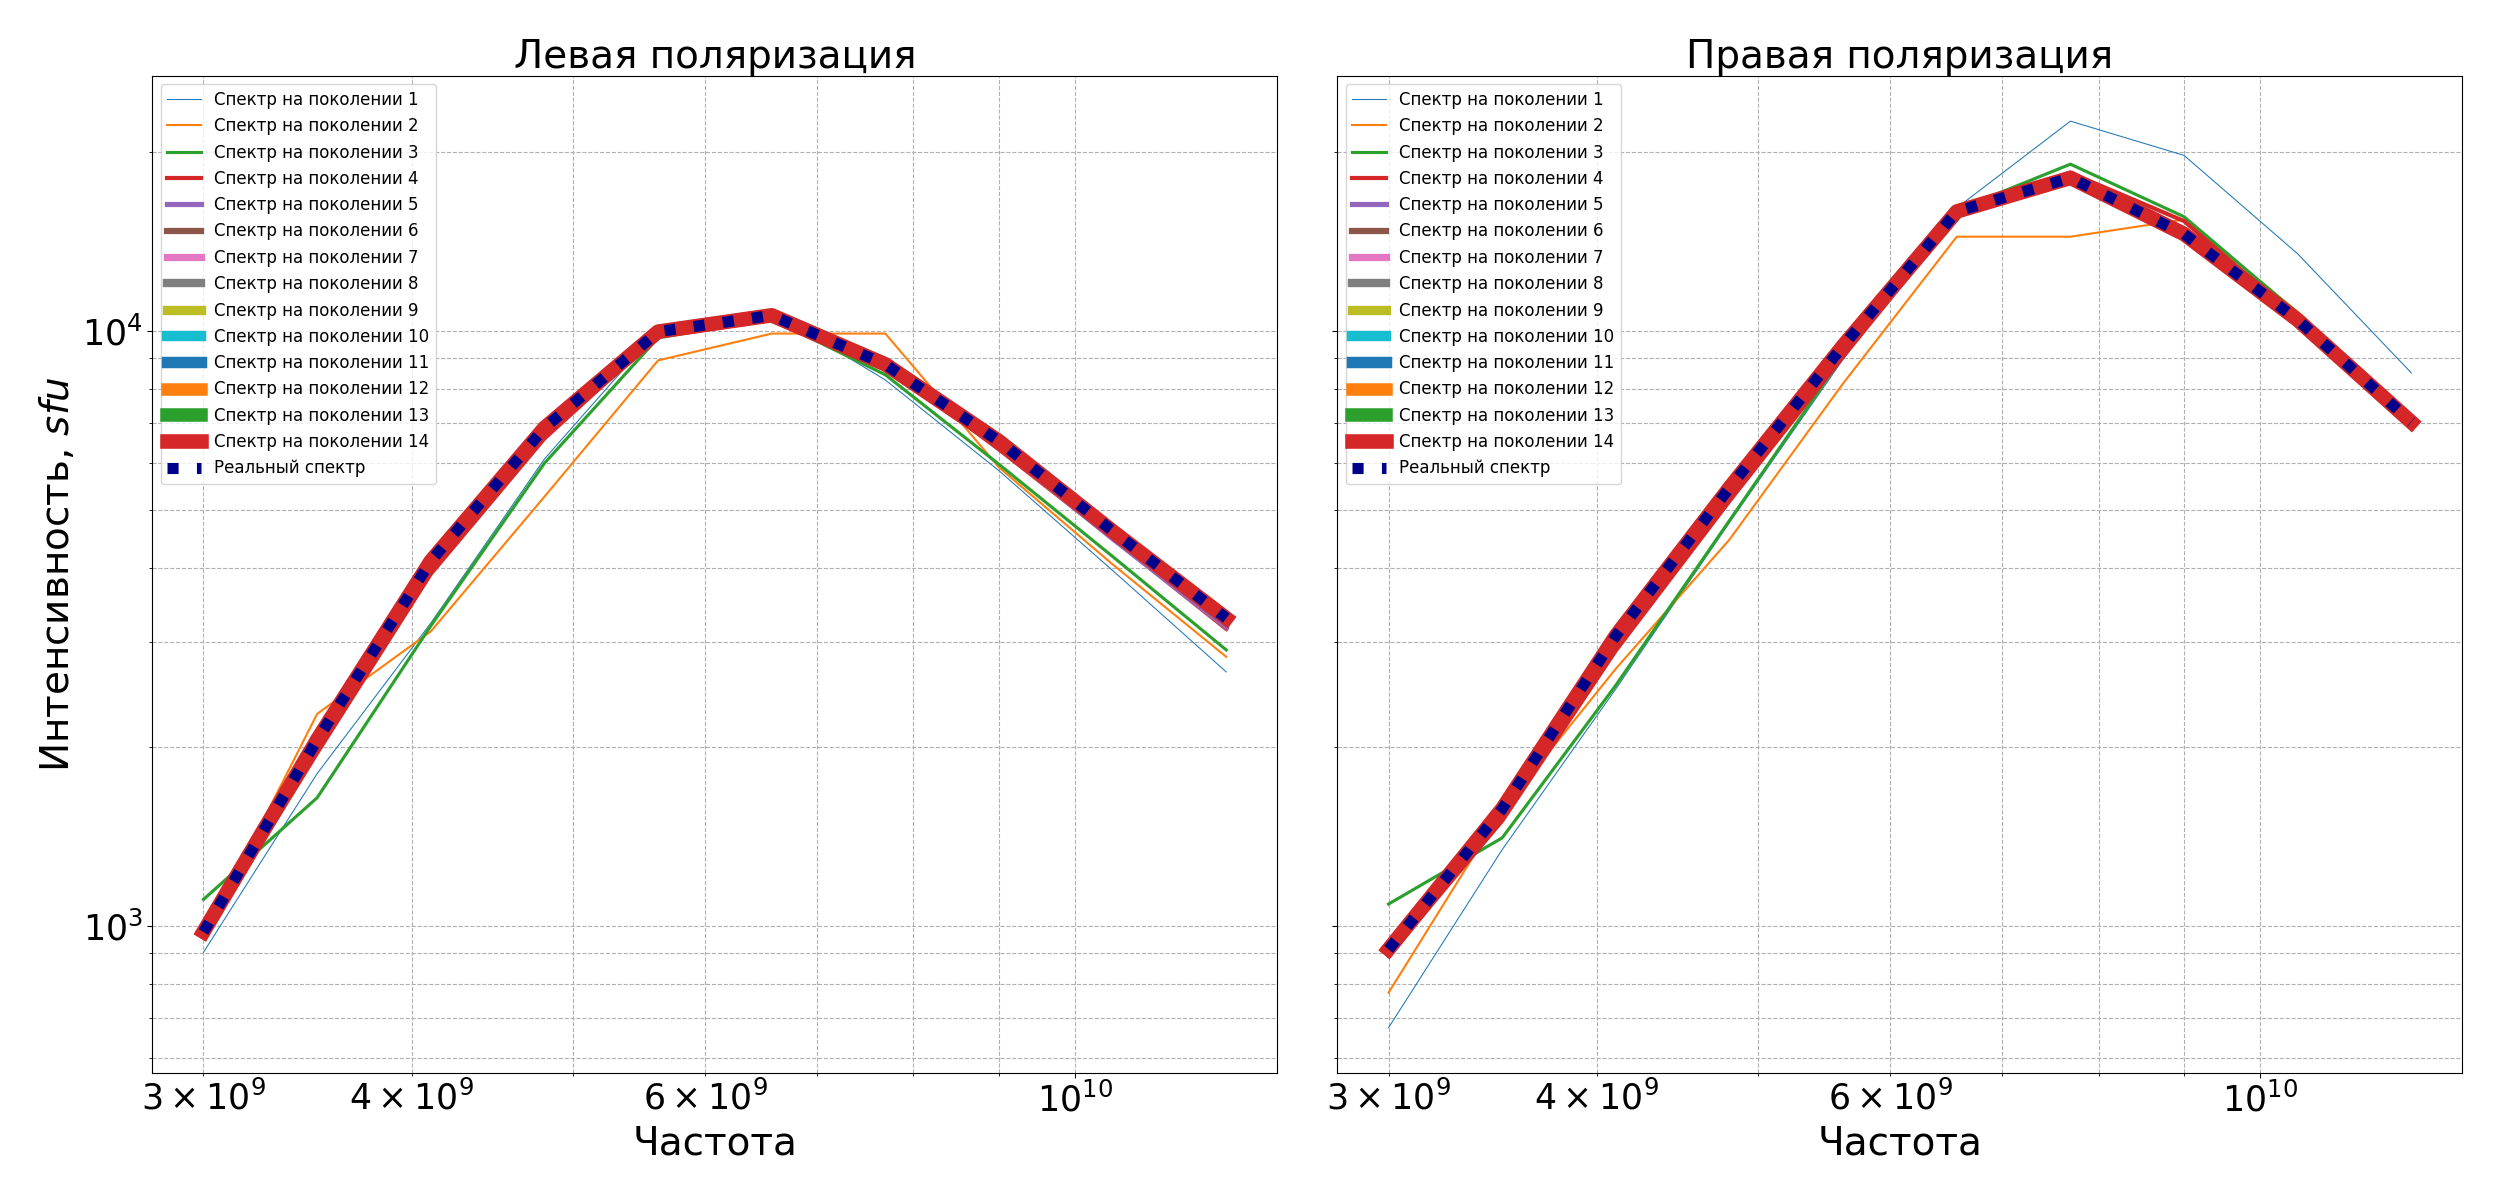 Левая поляризация
Спектр на поколении 1
Спектр на поколении 2
Спектр на поколении 3
Спектр на поколении 4
Спектр на поколении 5
Спектр на поколении 6
Спектр на поколении 7
Спектр на поколении 8
Спектр на поколении 9
Спектр на поколении 10
Спектр на поколении 11
Спектр на поколении 12
Спектр на поколении 13
Спектр на поколении 14
Реальный спектр
Интенсивность, sfu
10⁴
10³
3 × 10⁹
4 × 10⁹
6 × 10⁹
10¹⁰
Частота
Правая поляризация
Спектр на поколении 1
Спектр на поколении 2
Спектр на поколении 3
Спектр на поколении 4
Спектр на поколении 5
Спектр на поколении 6
Спектр на поколении 7
Спектр на поколении 8
Спектр на поколении 9
Спектр на поколении 10
Спектр на поколении 11
Спектр на поколении 12
Спектр на поколении 13
Спектр на поколении 14
Реальный спектр
3 × 10⁹
4 × 10⁹
6 × 10⁹
10¹⁰
Частота